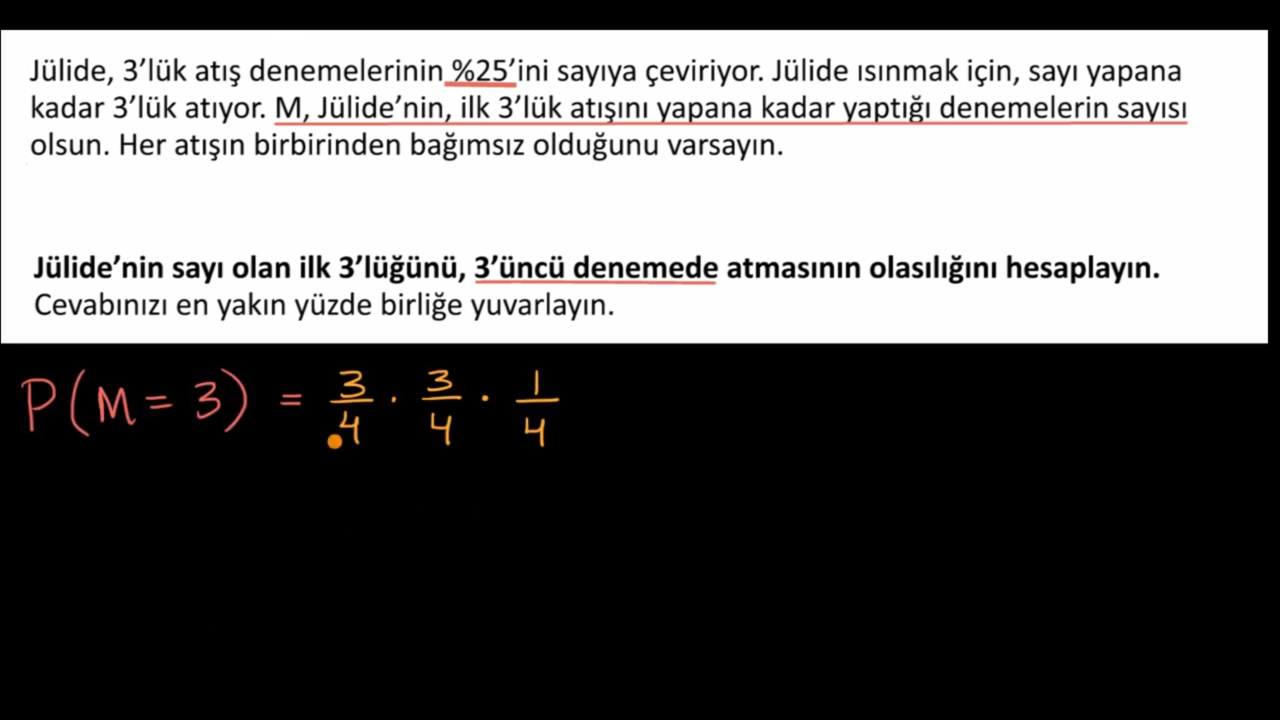 Jülide, 3’lük atış denemelerinin %25’ini sayıya çeviriyor. Jülide ısınmak için, sayı yapana
kadar 3’lük atıyor. M, Jülide’nin, ilk 3’lük atışını yapana kadar yaptığı denemelerin sayısı
olsun. Her atışın birbirinden bağımsız olduğunu varsayın.
Jülide’nin sayı olan ilk 3’lüğünü, 3’üncü denemede atmasının olasılığını hesaplayın.
Cevabınızı en yakın yüzde birliğe yuvarlayın.
P(M = 3) = 3/4 · 3/4 · 1/4